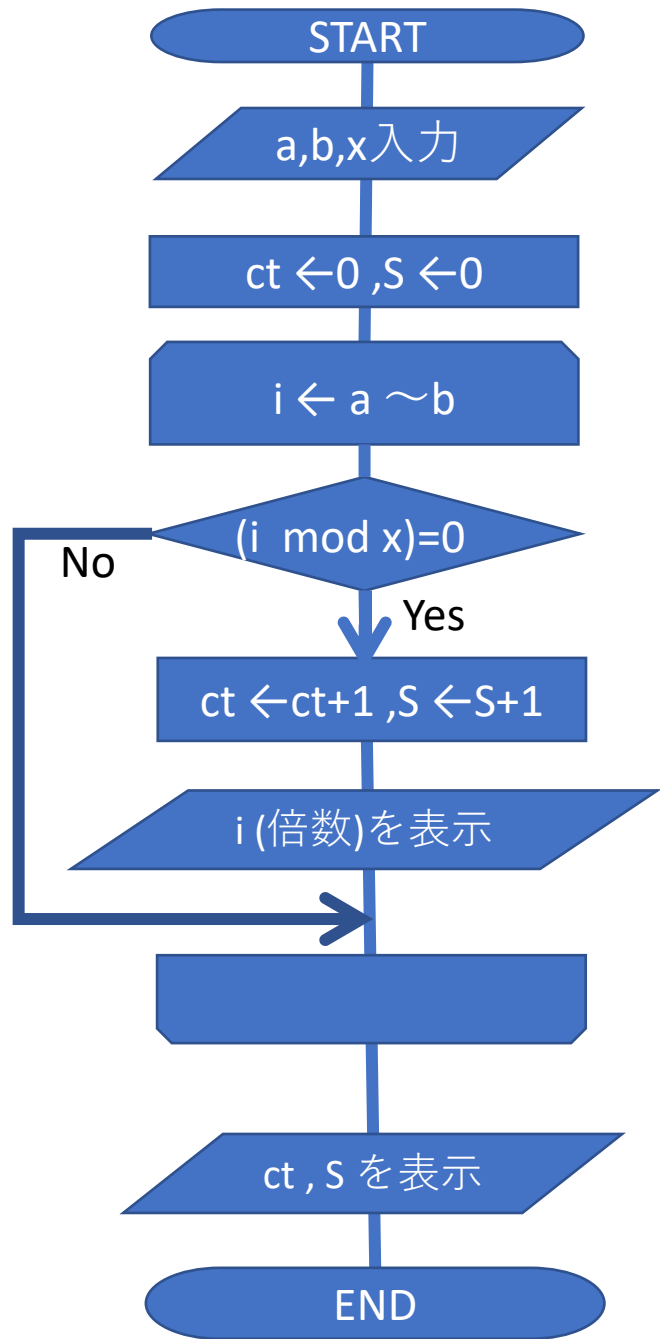 START
a,b,x入力
ct ←0 ,S ←0
i ← a ～b
(i mod x)=0
No
Yes
ct ←ct+1 ,S ←S+1
i (倍数)を表示
ct , S を表示
END